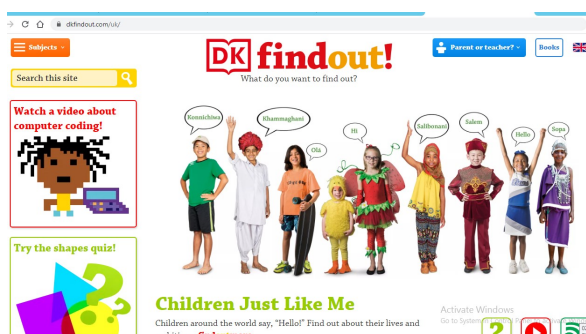 dkfindout.com/uk/
Subjects
DK findout!
Parent or teacher?
Books
Search this site
What do you want to find out?
Watch a video about
computer coding!
Konnichiwa
Khammaghani
Olá
Hi
Salibonani
Salem
Hello
Sopa
Try the shapes quiz!
Children Just Like Me
Children around the world say, “Hello!” Find out about their lives and
Activate Windows